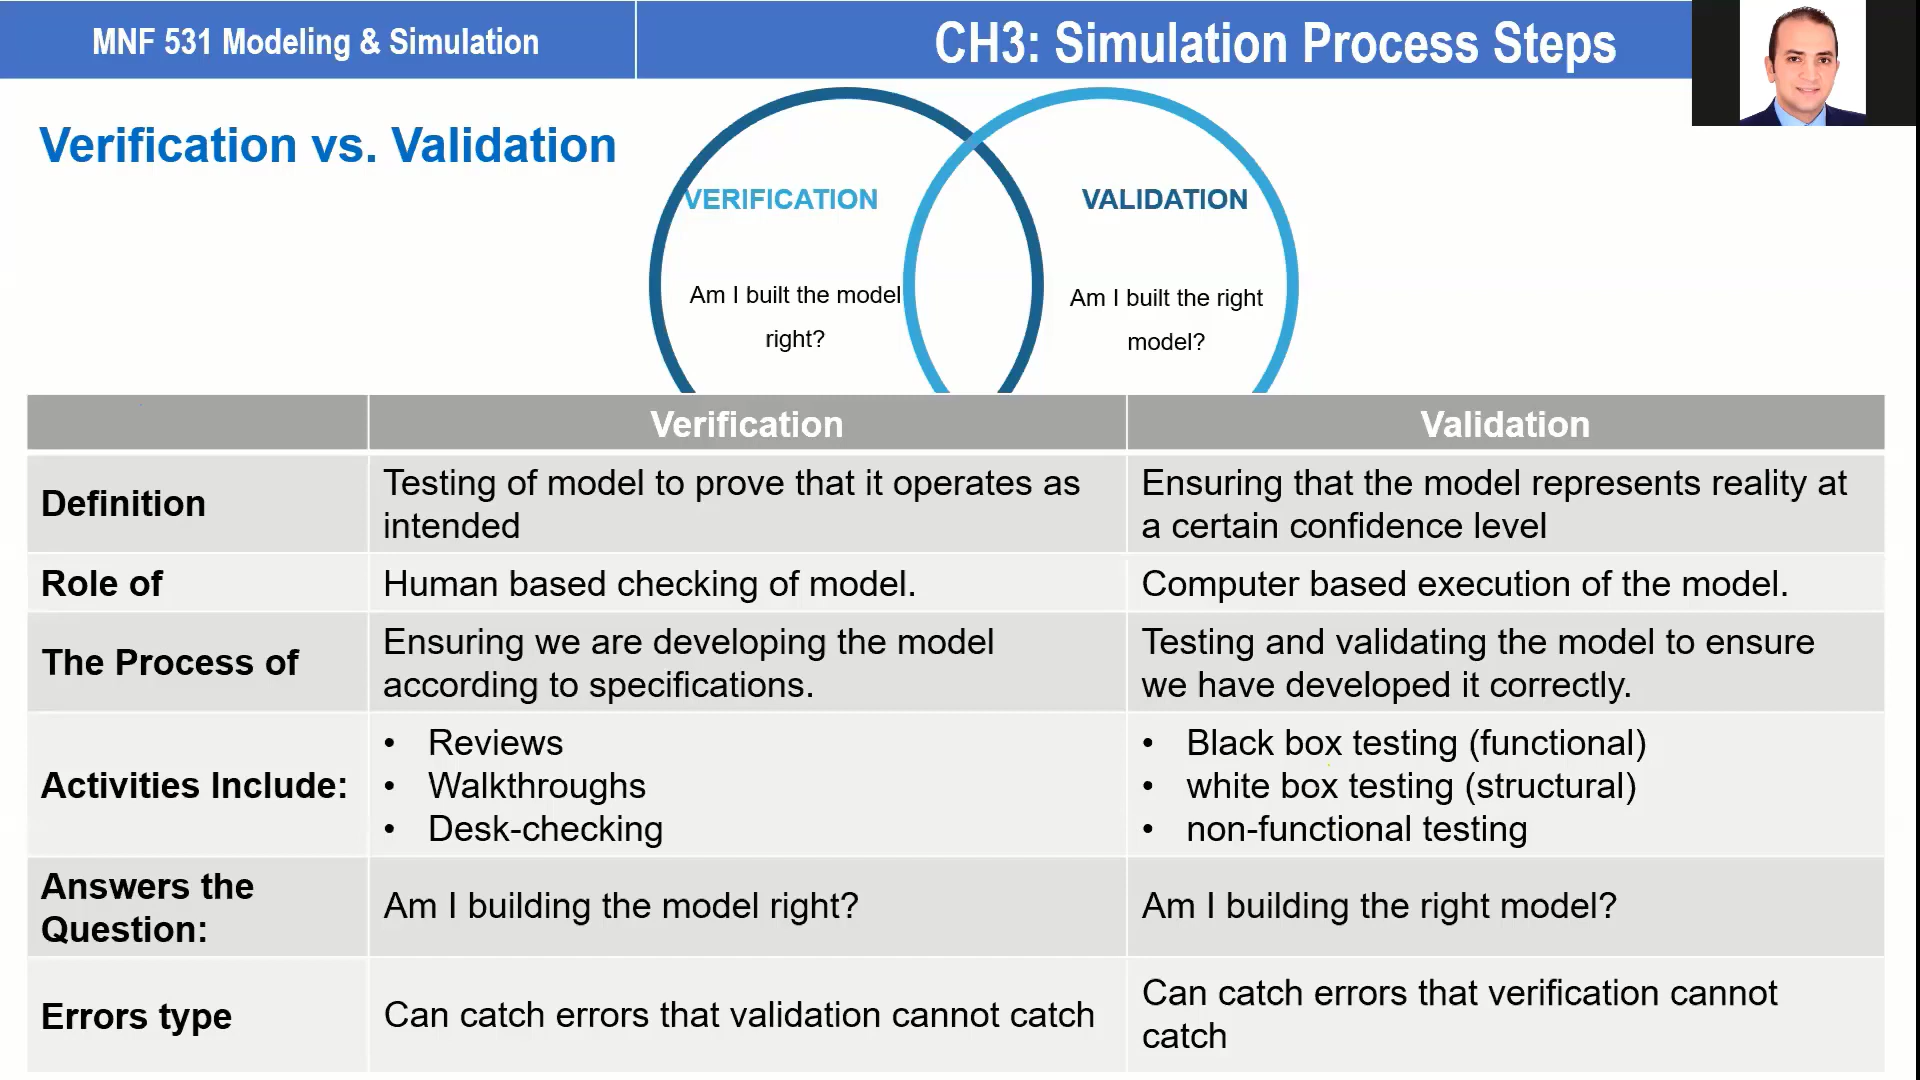 MNF 531 Modeling & Simulation
CH3: Simulation Process Steps
Verification vs. Validation
VERIFICATION
Am I built the model
right?
VALIDATION
Am I built the right
model?
Verification
Validation
Definition
Testing of model to prove that it operates as
intended
Ensuring that the model represents reality at
a certain confidence level
Role of
Human based checking of model.
Computer based execution of the model.
The Process of
Ensuring we are developing the model
according to specifications.
Testing and validating the model to ensure
we have developed it correctly.
Activities Include:
• Reviews
• Walkthroughs
• Desk-checking
• Black box testing (functional)
• white box testing (structural)
• non-functional testing
Answers the
Question:
Am I building the model right?
Am I building the right model?
Errors type
Can catch errors that validation cannot catch
Can catch errors that verification cannot
catch